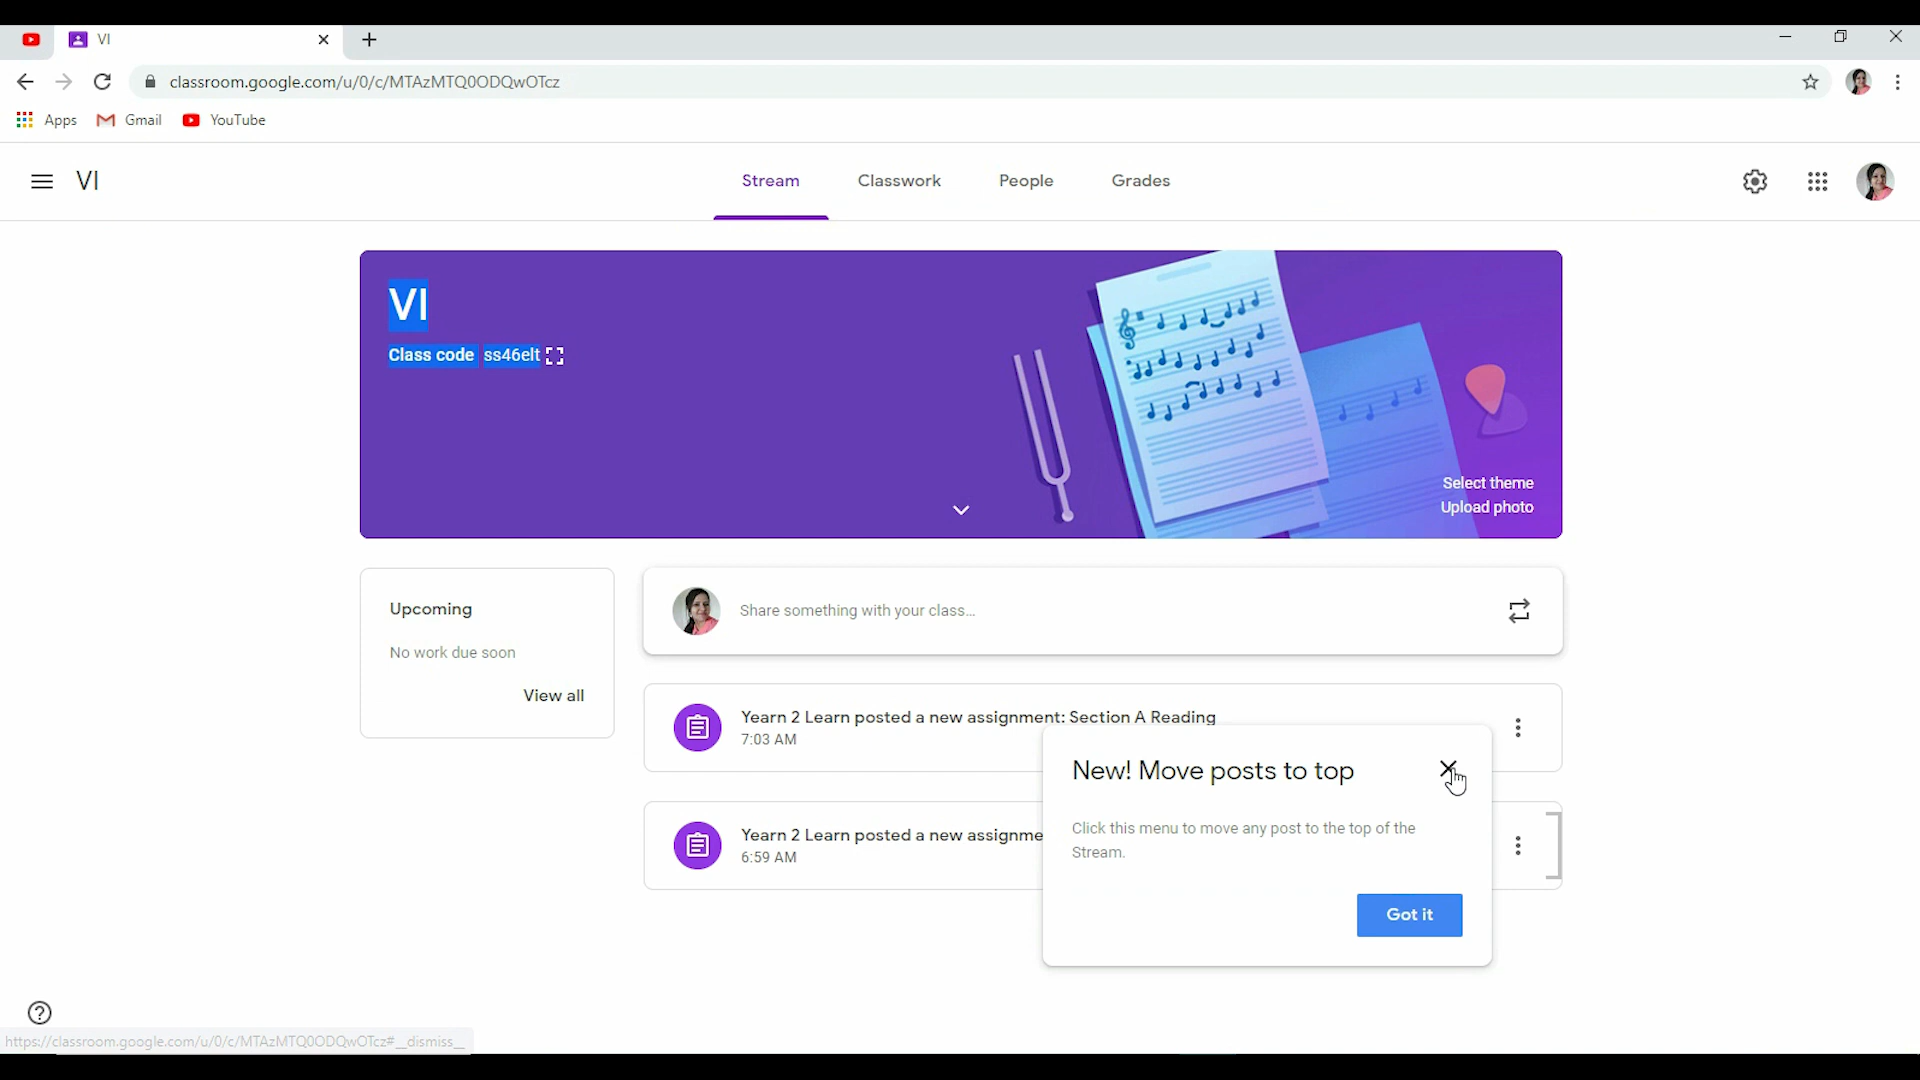 VI
classroom.google.com/u/0/c/MTAzMTQ0ODQwOTcz
Apps
Gmail
YouTube
VI
Stream
Classwork
People
Grades
VI
Class code ss46elt
Select theme
Upload photo
Upcoming
No work due soon
View all
Share something with your class...
Yearn 2 Learn posted a new assignment: Section A Reading
7:03 AM
Yearn 2 Learn posted a new assignme
6:59 AM
New! Move posts to top
Click this menu to move any post to the top of the
Stream.
Got it
https://classroom.google.com/u/0/c/MTAzMTQ0ODQwOTcz#__dismiss__